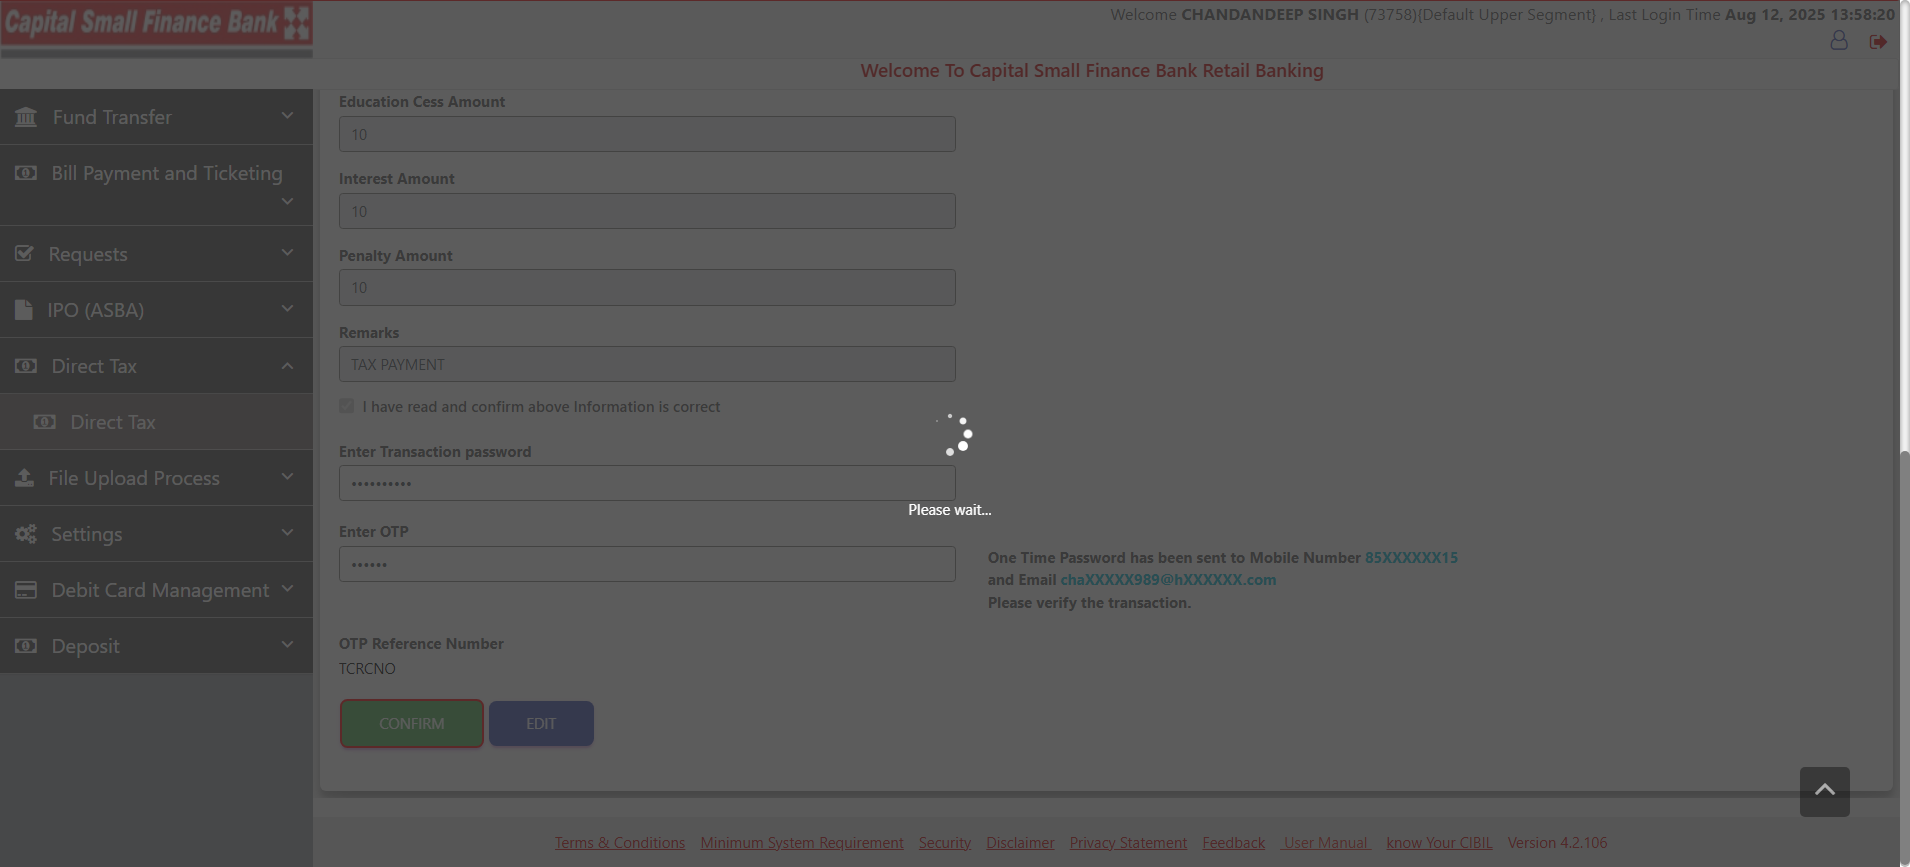 Capital Small Finance Bank
Welcome CHANDANDEEP SINGH (73758){Default Upper Segment} , Last Login Time Aug 12, 2025 13:58:20
Welcome To Capital Small Finance Bank Retail Banking
Fund Transfer
Bill Payment and Ticketing
Requests
IPO (ASBA)
Direct Tax
Direct Tax
File Upload Process
Settings
Debit Card Management
Deposit
Education Cess Amount
10
Interest Amount
10
Penalty Amount
10
Remarks
TAX PAYMENT
I have read and confirm above Information is correct
Enter Transaction password
••••••••••
Please wait...
Enter OTP
••••••
One Time Password has been sent to Mobile Number 85XXXXXX15
and Email chaXXXXX989@hXXXXXX.com
Please verify the transaction.
OTP Reference Number
TCRCNO
CONFIRM EDIT
Terms & Conditions Minimum System Requirement Security Disclaimer Privacy Statement Feedback User Manual know Your CIBIL Version 4.2.106